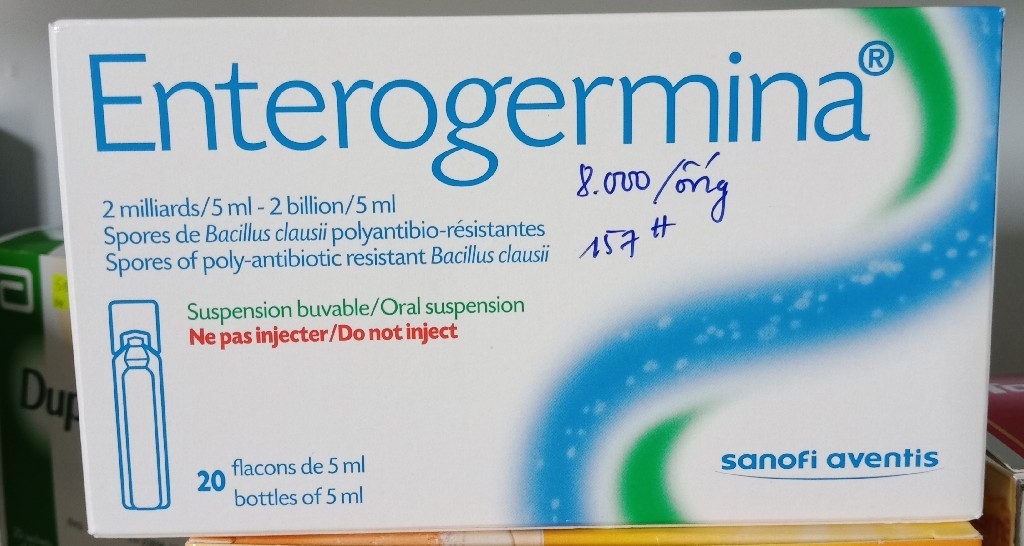 Enterogermina®
8.000/ống
157 #
2 milliards/5 ml - 2 billion/5 ml
Spores de Bacillus clausii polyantibio-résistantes
Spores of poly-antibiotic resistant Bacillus clausii
Suspension buvable/Oral suspension
Ne pas injecter/Do not inject
20 flacons de 5 ml
bottles of 5 ml
sanofi aventis
Dup